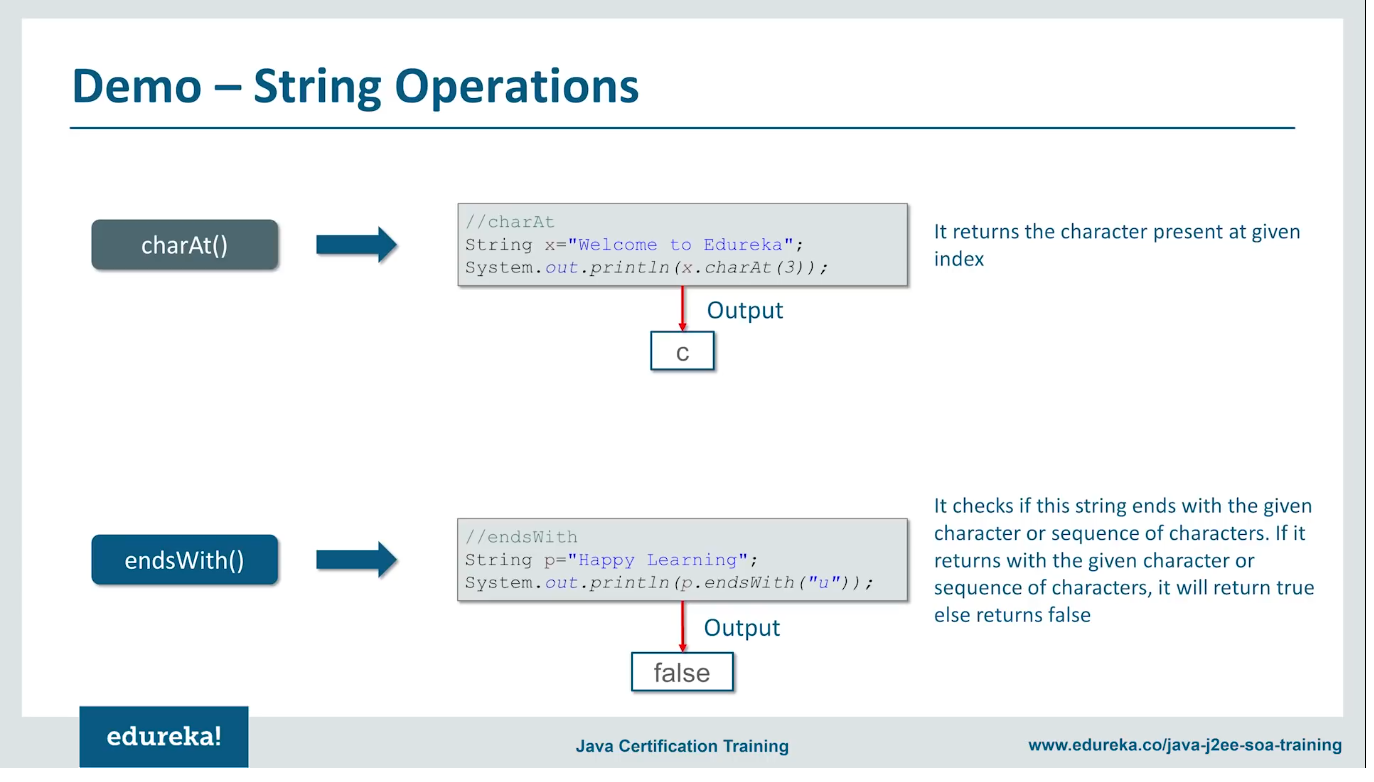 Demo – String Operations
charAt()
//charAt
String x="Welcome to Edureka";
System.out.println(x.charAt(3));
It returns the character present at given
index
Output
c
endsWith()
//endsWith
String p="Happy Learning";
System.out.println(p.endsWith("u"));
It checks if this string ends with the given
character or sequence of characters. If it
returns with the given character or
sequence of characters, it will return true
else returns false
Output
false
edureka!
Java Certification Training
www.edureka.co/java-j2ee-soa-training